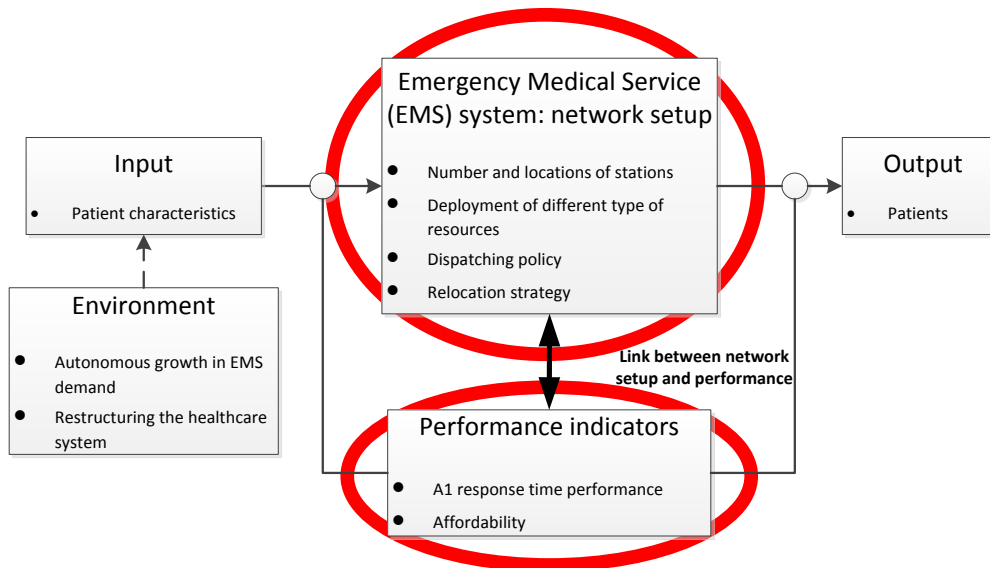 Emergency Medical Service
(EMS) system: network setup
● Number and locations of stations
● Deployment of different type of
resources
● Dispatching policy
● Relocation strategy
Input
● Patient characteristics
Output
● Patients
Environment
● Autonomous growth in EMS
demand
● Restructuring the healthcare
system
Link between network
setup and performance
Performance indicators
● A1 response time performance
● Affordability